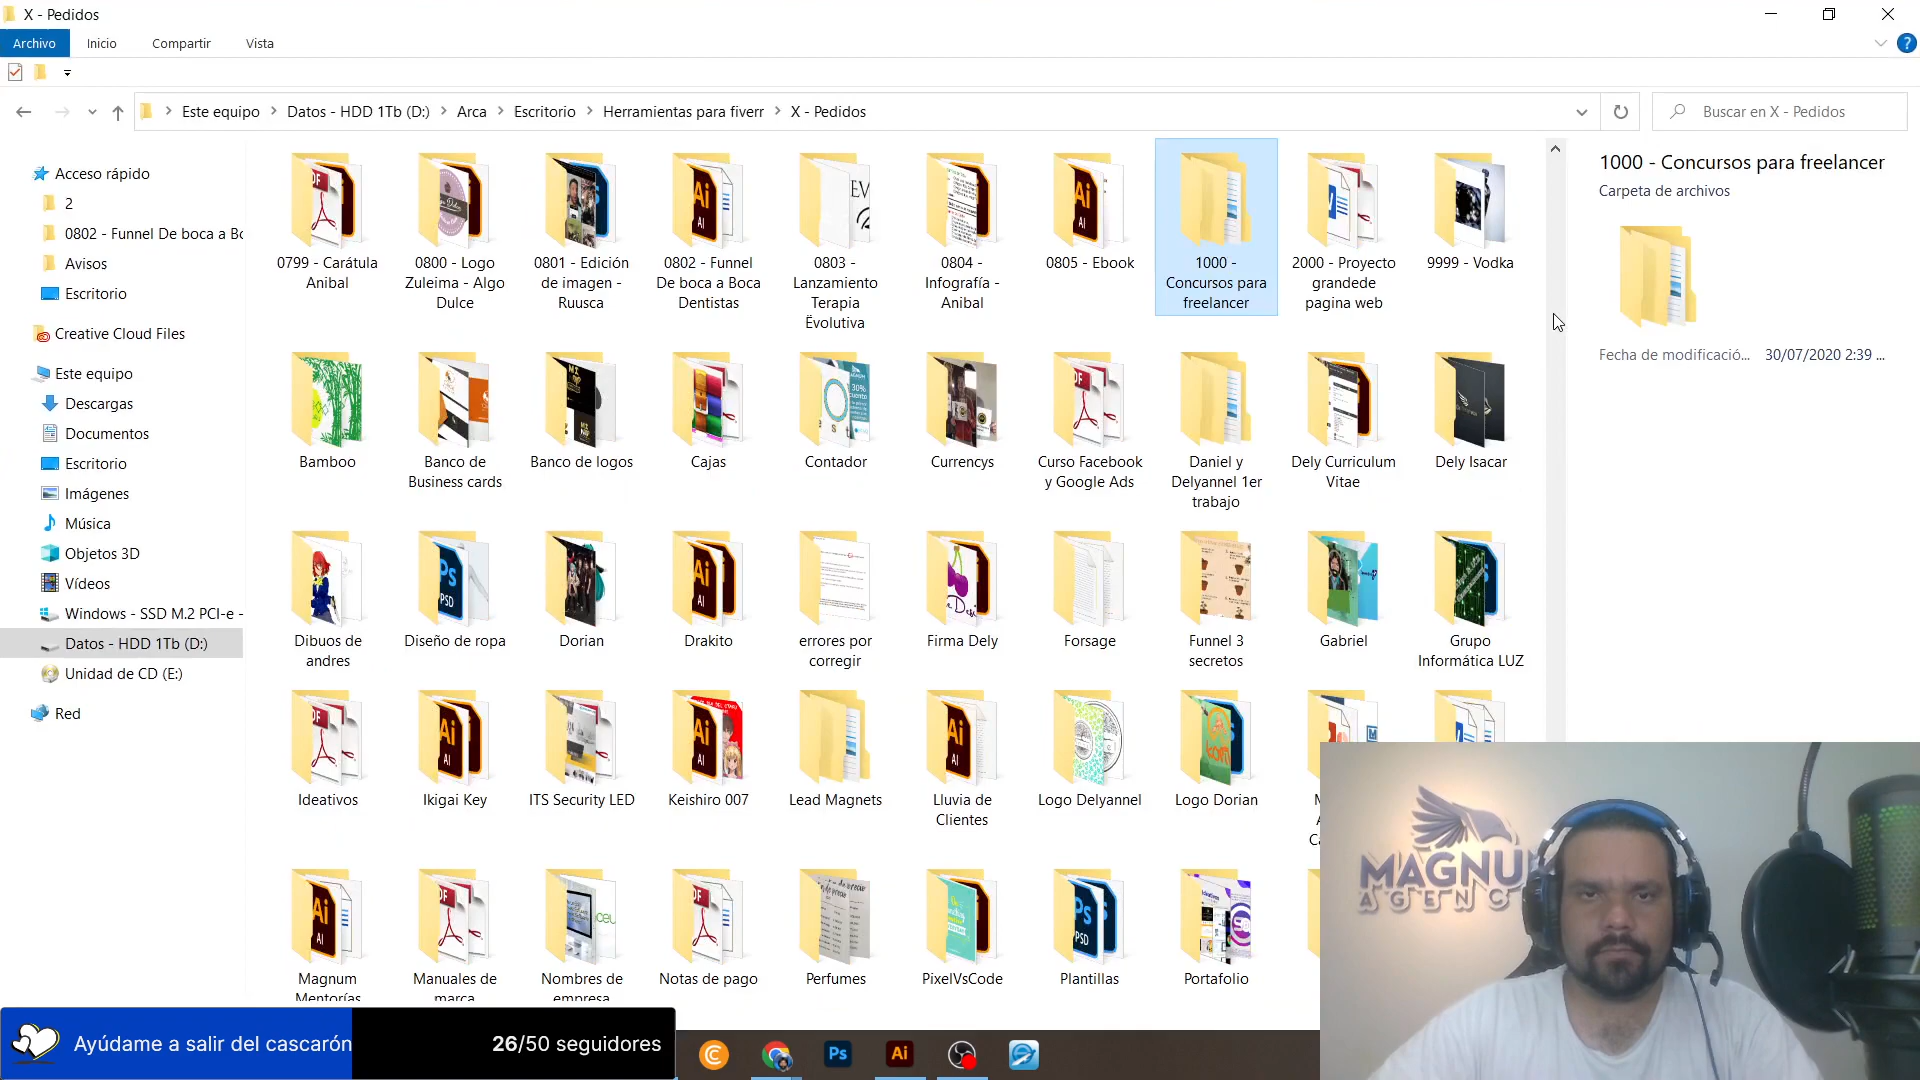 X - Pedidos
Archivo
Inicio
Compartir
Vista
Este equipo
Datos - HDD 1Tb (D:)
Arca
Escritorio
Herramientas para fiverr
X - Pedidos
Buscar en X - Pedidos
Acceso rápido
2
0802 - Funnel De boca a Bo
Avisos
Escritorio
Creative Cloud Files
Este equipo
Descargas
Documentos
Escritorio
Imágenes
Música
Objetos 3D
Vídeos
Windows - SSD M.2 PCI-e -
Datos - HDD 1Tb (D:)
Unidad de CD (E:)
Red
0799 - Carátula
Anibal
0800 - Logo
Zuleima - Algo
Dulce
0801 - Edición
de imagen -
Ruusca
0802 - Funnel
De boca a Boca
Dentistas
0803 -
Lanzamiento
Terapia
Ëvolutiva
0804 -
Infografía -
Anibal
0805 - Ebook
1000 -
Concursos para
freelancer
2000 - Proyecto
grandede
pagina web
9999 - Vodka
Bamboo
Banco de
Business cards
Banco de logos
Cajas
Contador
Currencys
Curso Facebook
y Google Ads
Daniel y
Delyannel 1er
trabajo
Dely Curriculum
Vitae
Dely Isacar
Dibuos de
andres
Diseño de ropa
Dorian
Drakito
errores por
corregir
Firma Dely
Forsage
Funnel 3
secretos
Gabriel
Grupo
Informática LUZ
Ideativos
Ikigai Key
ITS Security LED
Keishiro 007
Lead Magnets
Lluvia de
Clientes
Logo Delyannel
Logo Dorian
Magnum
Mentorías
Manuales de
marca
Nombres de
empresa
Notas de pago
Perfumes
PixelVsCode
Plantillas
Portafolio
1000 - Concursos para freelancer
Carpeta de archivos
Fecha de modificació...
30/07/2020 2:39 ...
MAGNUM
AGENC
Ayúdame a salir del cascarón
26/50 seguidores
Ps
Ai